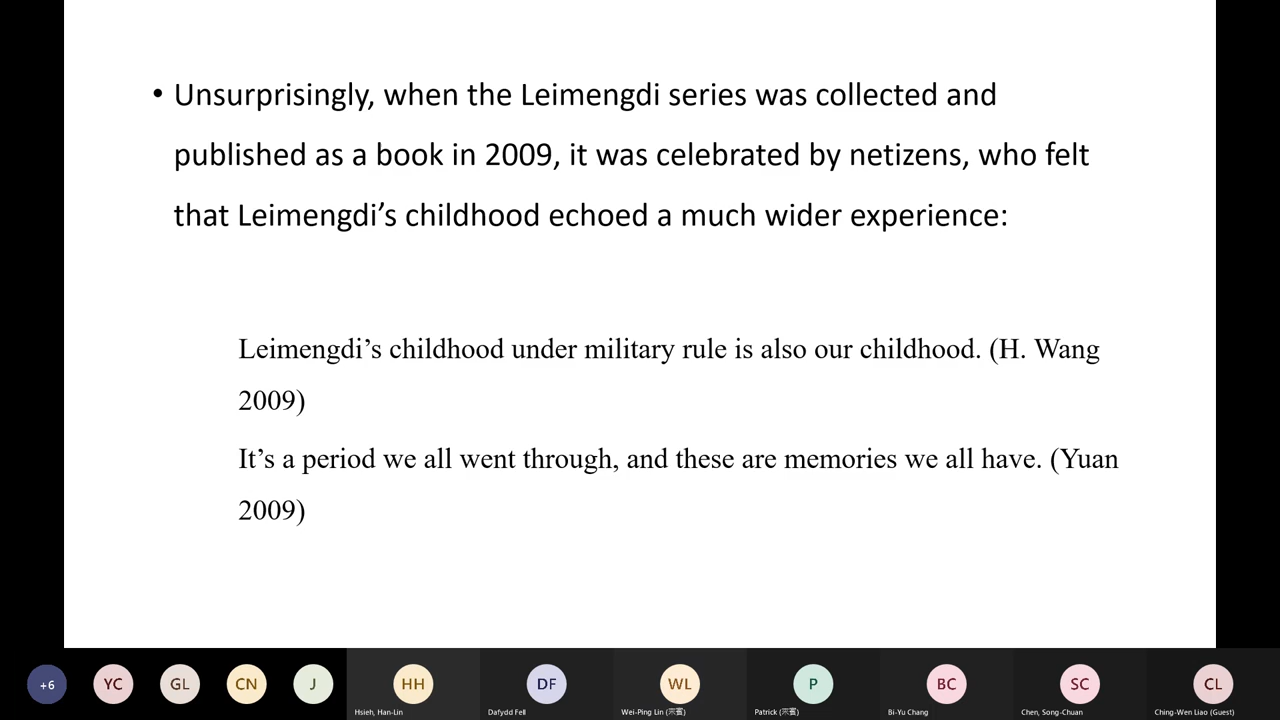 • Unsurprisingly, when the Leimengdi series was collected and
published as a book in 2009, it was celebrated by netizens, who felt
that Leimengdi’s childhood echoed a much wider experience:
Leimengdi’s childhood under military rule is also our childhood. (H. Wang
2009)
It’s a period we all went through, and these are memories we all have. (Yuan
2009)
+6 YC GL CN J HH DF WL P BC SC CL
Hsieh, Han-Lin Dafydd Fell Wei-Ping Lin Patrick Bi-Yu Chang Chen, Song-Chuan Ching-Wen Liao (Guest)